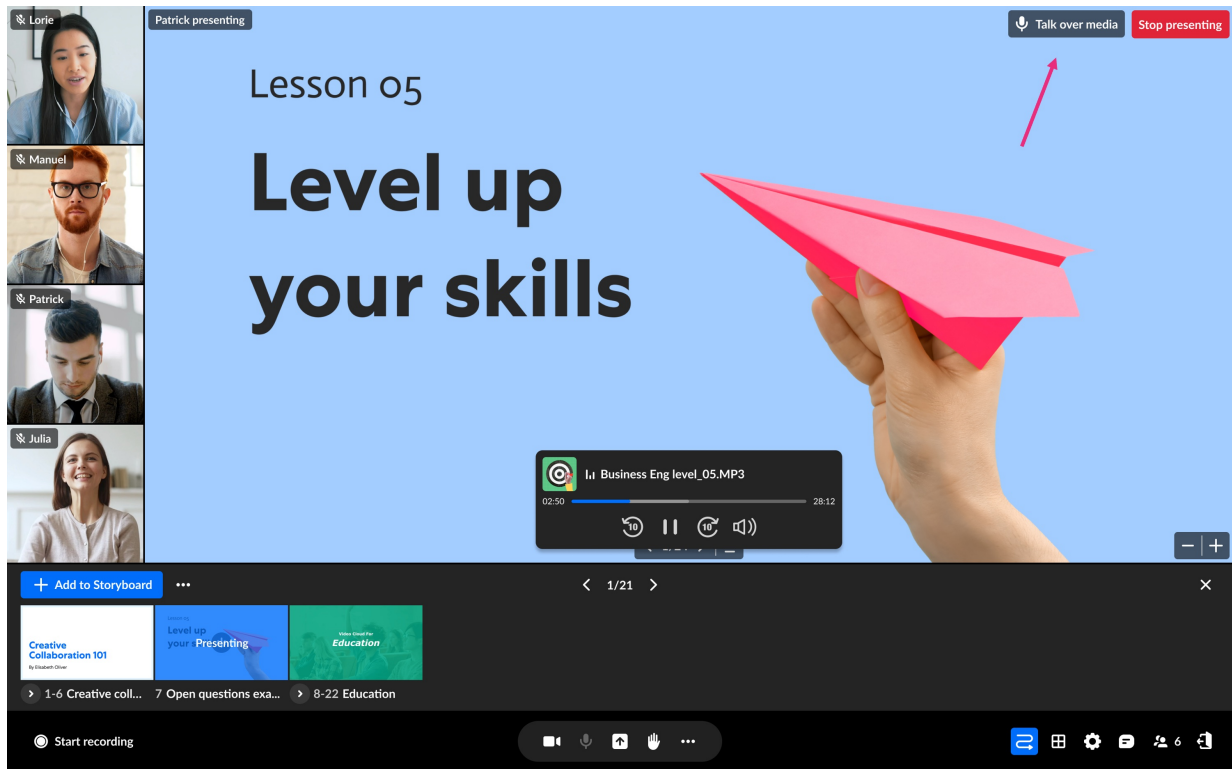 Lorie
Patrick presenting
Talk over media
Stop presenting
Manuel
Patrick
Julia
Lesson 05
Level up
your skills
Business Eng level_05.MP3
02:50
28:12
10
10
Add to Storyboard
1/21
Creative
Collaboration 101
By Elisabeth Oliver
Lesson 05
Level up
Presenting
Video Cloud For
Education
1-6 Creative coll...
7 Open questions exa...
8-22 Education
Start recording
6